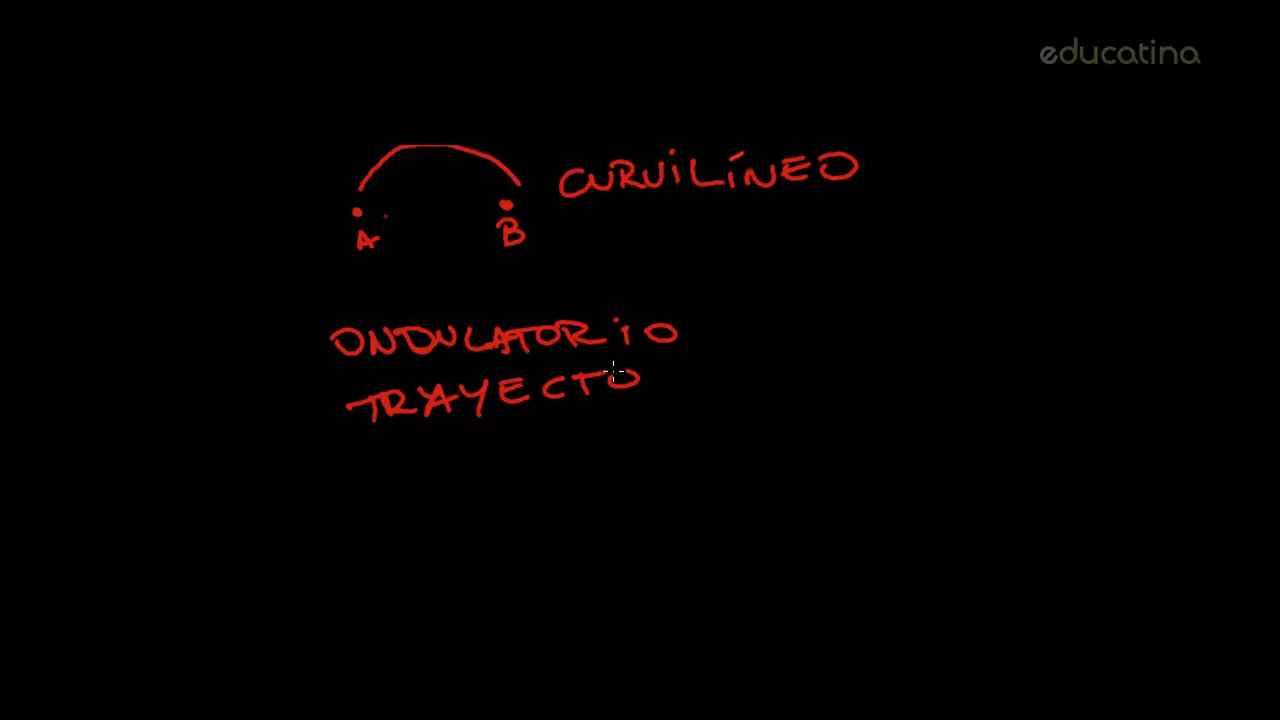 educatina
CURVILÍNEO
A B
ONDULATORIO
TRAYECTO